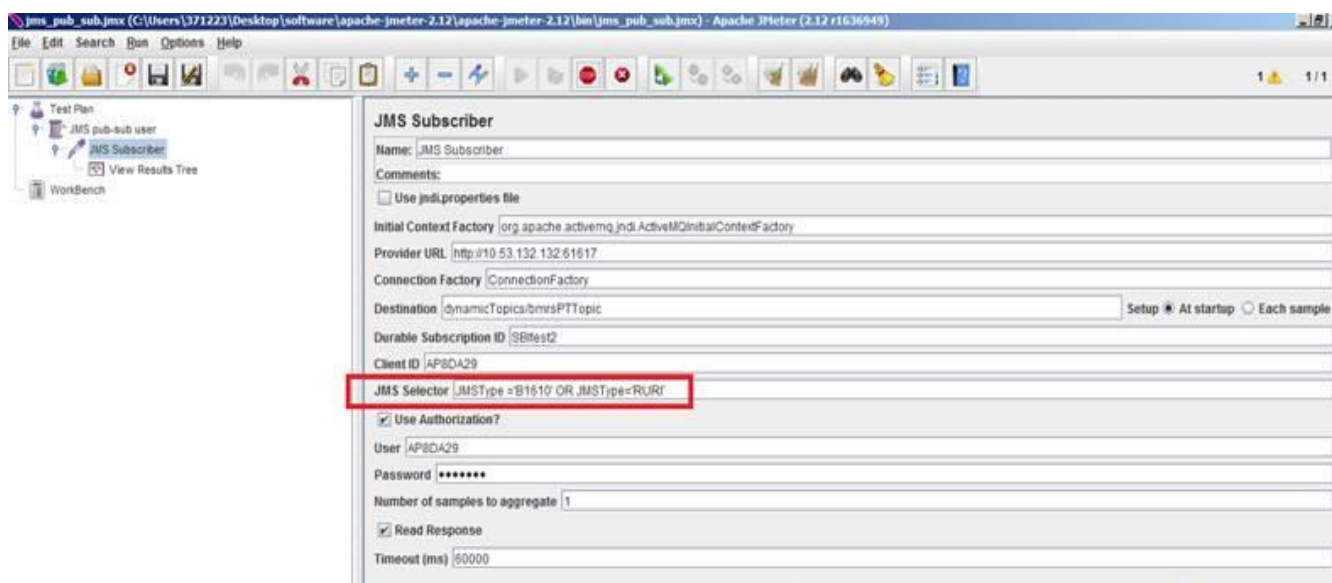 jms_pub_sub.jmx (C:\Users\371223\Desktop\software\apache-jmeter-2.12\apache-jmeter-2.12\bin\jms_pub_sub.jmx) - Apache JMeter (2.12 r1636949)
File Edit Search Run Options Help
1 1/1
Test Plan
JMS pub-sub user
JMS Subscriber
View Results Tree
WorkBench
JMS Subscriber
Name: JMS Subscriber
Comments:
Use jndi.properties file
Initial Context Factory org.apache.activemq.jndi.ActiveMQInitialContextFactory
Provider URL http://10.53.132.132:61617
Connection Factory ConnectionFactory
Destination dynamicTopics/bmrsPTTopic Setup At startup Each sample
Durable Subscription ID SBItest2
Client ID AP8DA29
JMS Selector JMSType ='B1610' OR JMSType='RURI'
Use Authorization?
User AP8DA29
Password •••••••
Number of samples to aggregate 1
Read Response
Timeout (ms) 60000